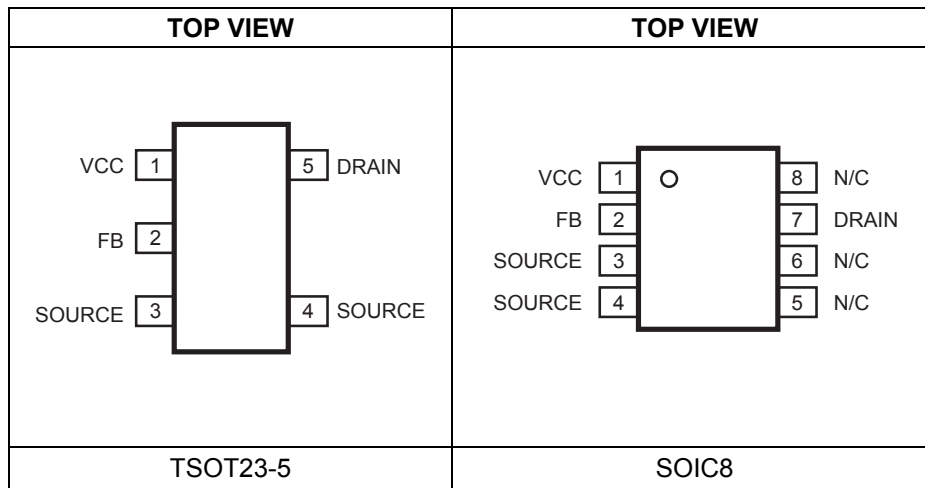 TOP VIEW
TOP VIEW
VCC 1
5 DRAIN
FB 2
SOURCE 3
4 SOURCE
VCC 1
8 N/C
FB 2
7 DRAIN
SOURCE 3
6 N/C
SOURCE 4
5 N/C
TSOT23-5
SOIC8